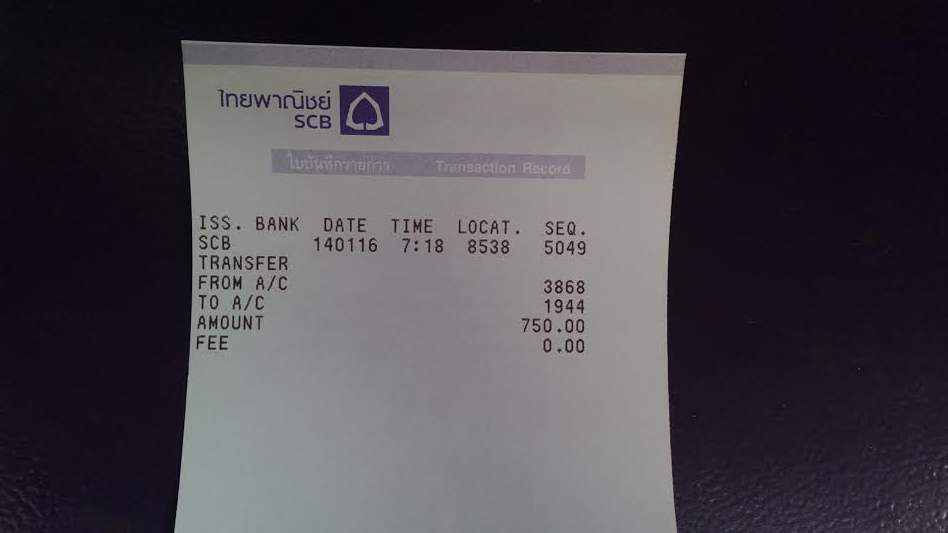 ไทยพาณิชย์
SCB
ใบบันทึกรายการ Transaction Record
ISS. BANK DATE TIME LOCAT. SEQ.
SCB 140116 7:18 8538 5049
TRANSFER
FROM A/C 3868
TO A/C 1944
AMOUNT 750.00
FEE 0.00